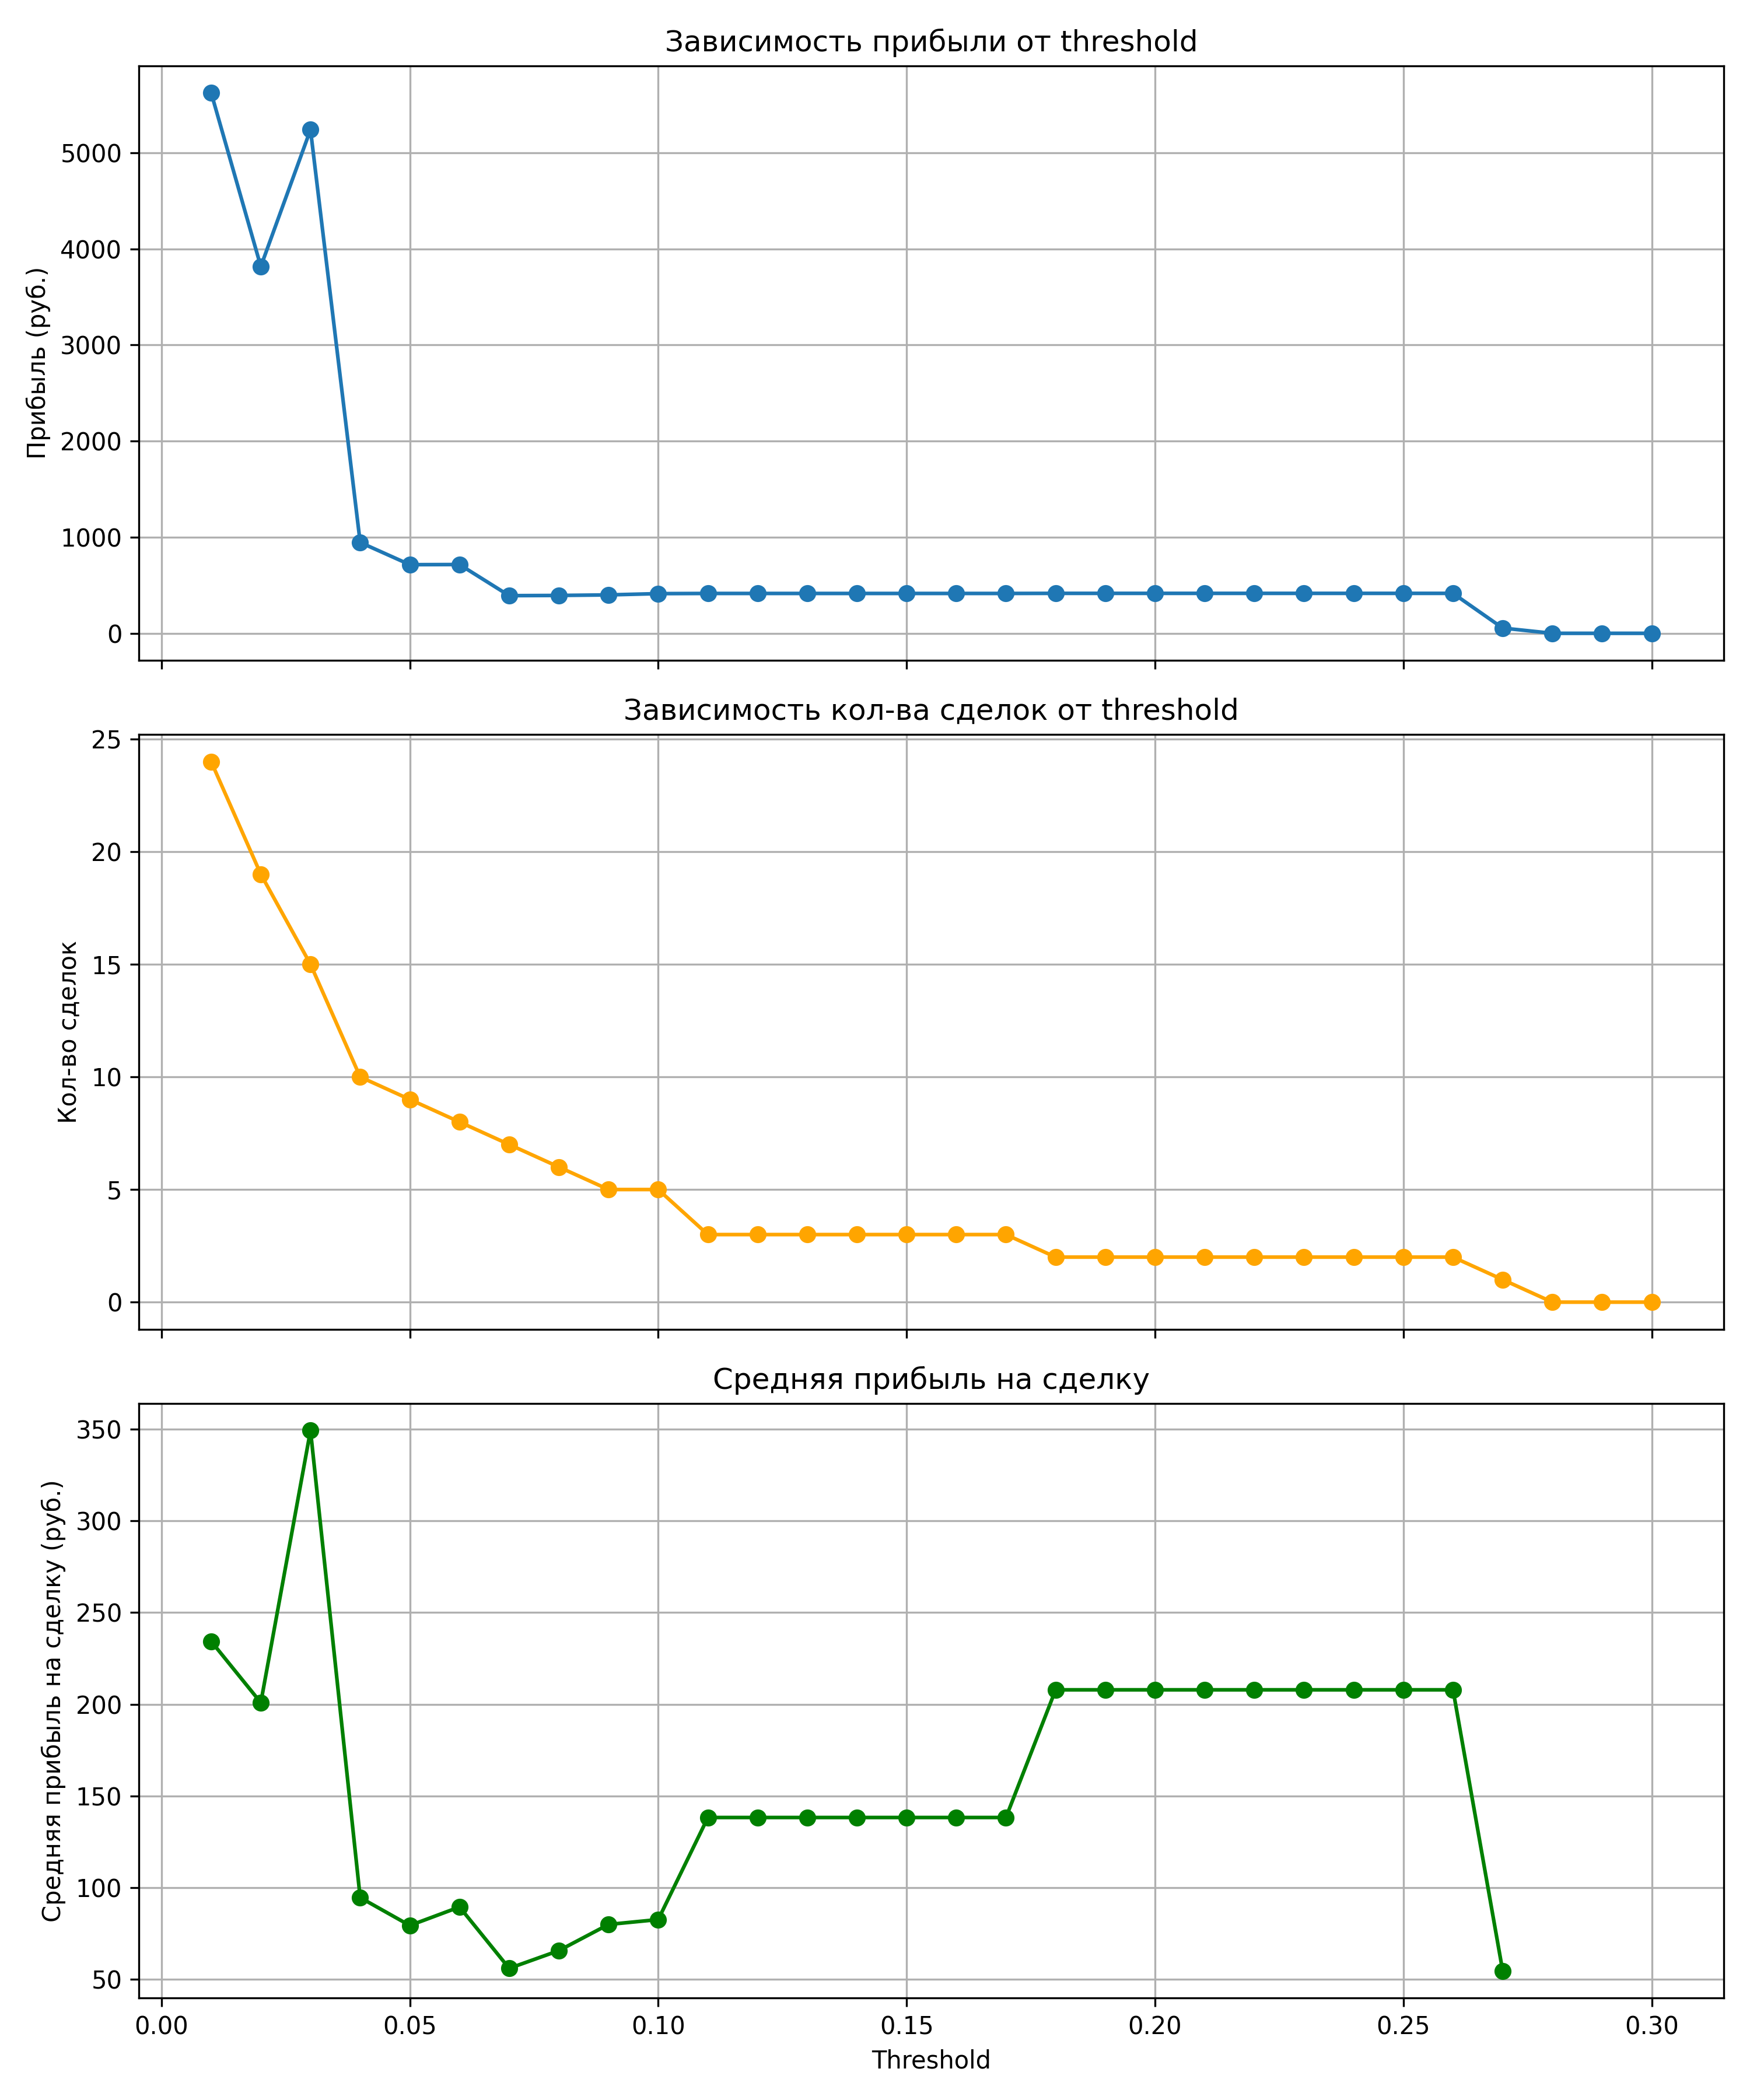 Зависимость прибыли от threshold
5000
4000
3000
2000
1000
0
Прибыль (руб.)
Зависимость кол-ва сделок от threshold
25
20
15
10
5
0
Кол-во сделок
Средняя прибыль на сделку
350
300
250
200
150
100
50
Средняя прибыль на сделку (руб.)
0.00 0.05 0.10 0.15 0.20 0.25 0.30
Threshold